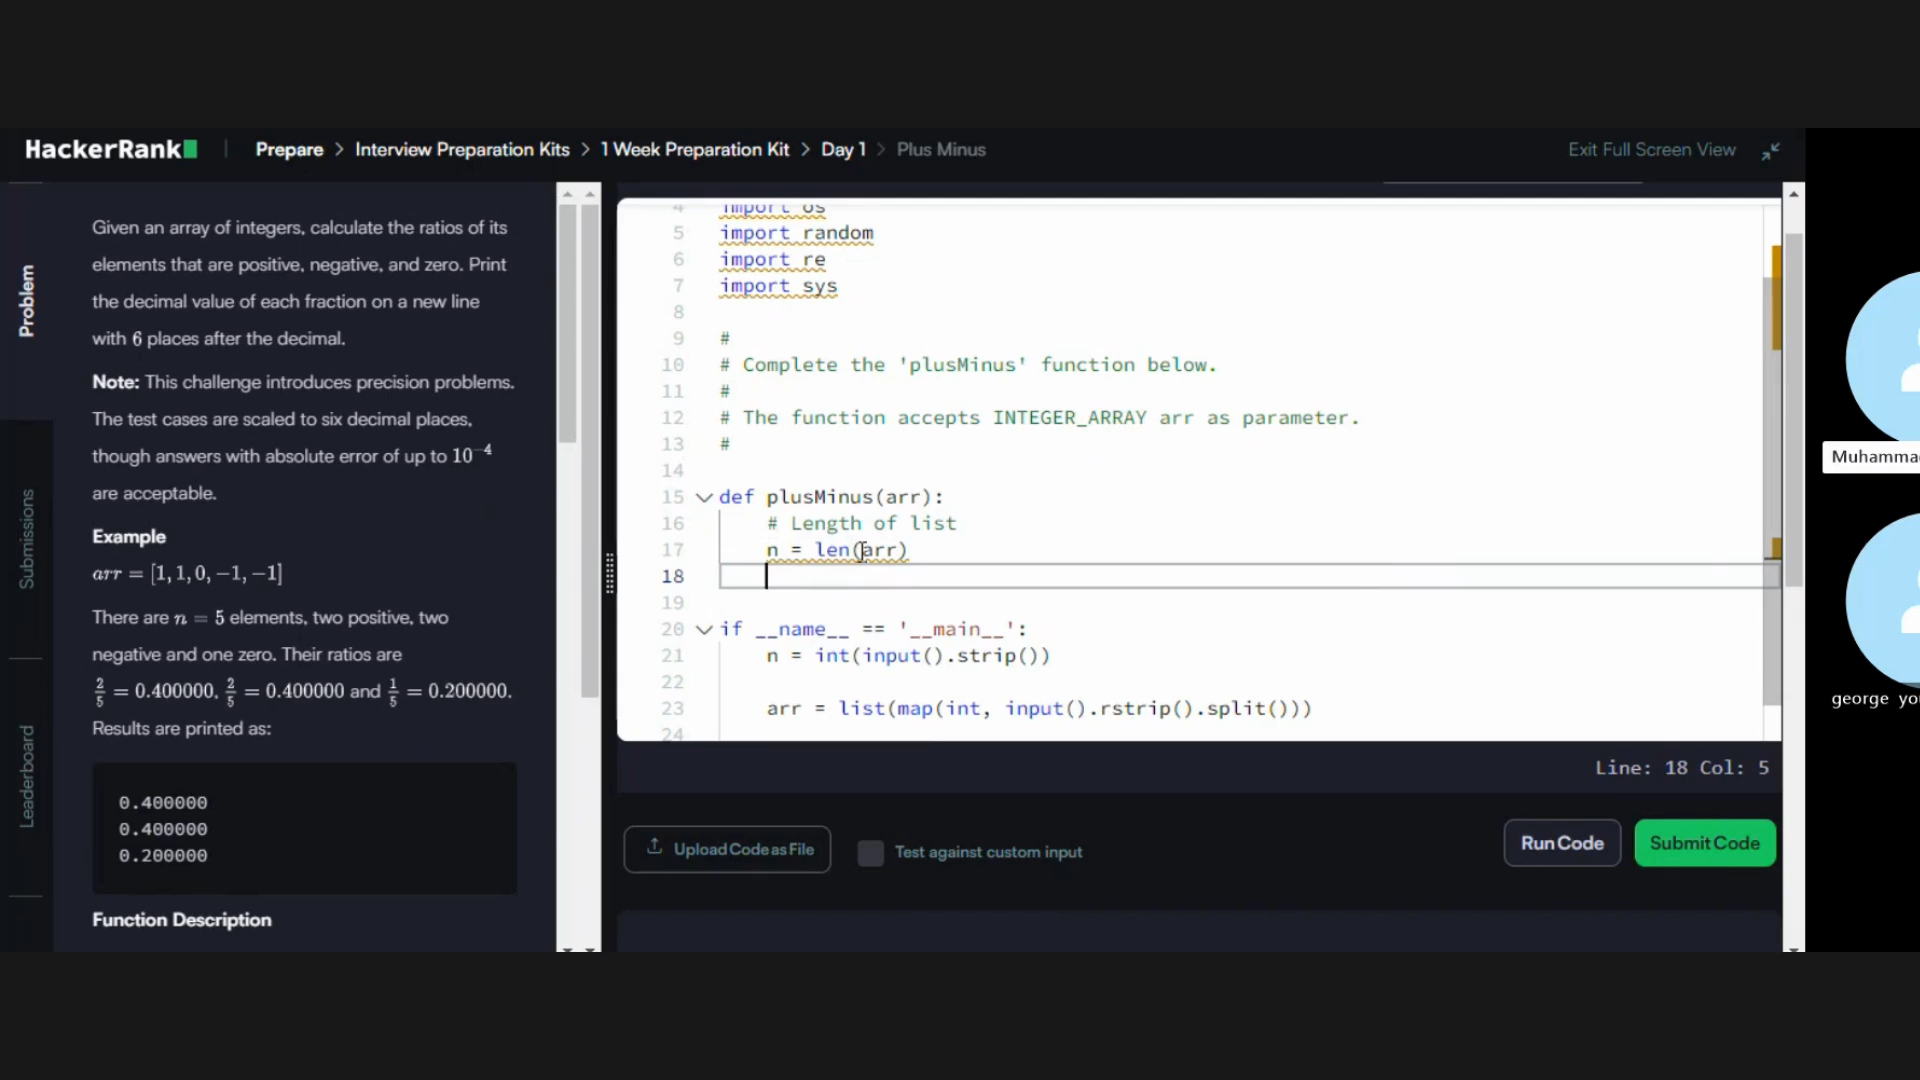 HackerRank
Prepare > Interview Preparation Kits > 1 Week Preparation Kit > Day 1 > Plus Minus
Exit Full Screen View
Problem
Submissions
Leaderboard
Given an array of integers, calculate the ratios of its
elements that are positive, negative, and zero. Print
the decimal value of each fraction on a new line
with 6 places after the decimal.
Note: This challenge introduces precision problems.
The test cases are scaled to six decimal places,
though answers with absolute error of up to 10⁻⁴
are acceptable.
Example
arr = [1, 1, 0, −1, −1]
There are n = 5 elements, two positive, two
negative and one zero. Their ratios are
2/5 = 0.400000, 2/5 = 0.400000 and 1/5 = 0.200000.
Results are printed as:
0.400000
0.400000
0.200000
Function Description
4 import os
5 import random
6 import re
7 import sys
8
9 #
10 # Complete the 'plusMinus' function below.
11 #
12 # The function accepts INTEGER_ARRAY arr as parameter.
13 #
14
15 def plusMinus(arr):
16 # Length of list
17 n = len(arr)
18
19
20 if __name__ == '__main__':
21 n = int(input().strip())
22
23 arr = list(map(int, input().rstrip().split()))
24
Line: 18 Col: 5
Upload Code as File
Test against custom input
Run Code
Submit Code
george